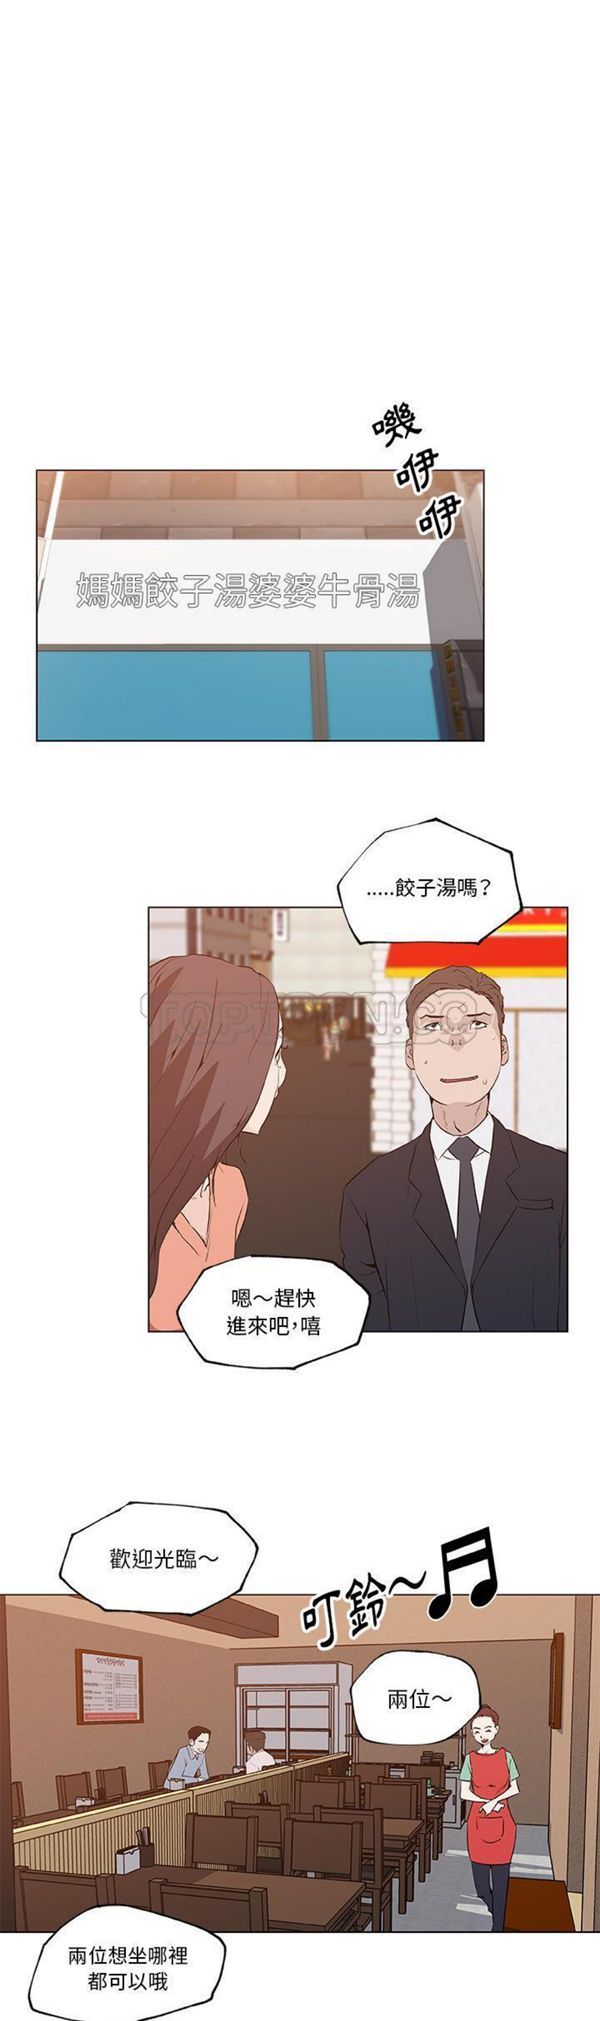 嘰
咿
咿
媽媽餃子湯婆婆牛骨湯
.....餃子湯嗎？
TOPTOON.CC
嗯～趕快
進來吧，嘻
歡迎光臨～
叮鈴～
兩位～
兩位想坐哪裡
都可以哦